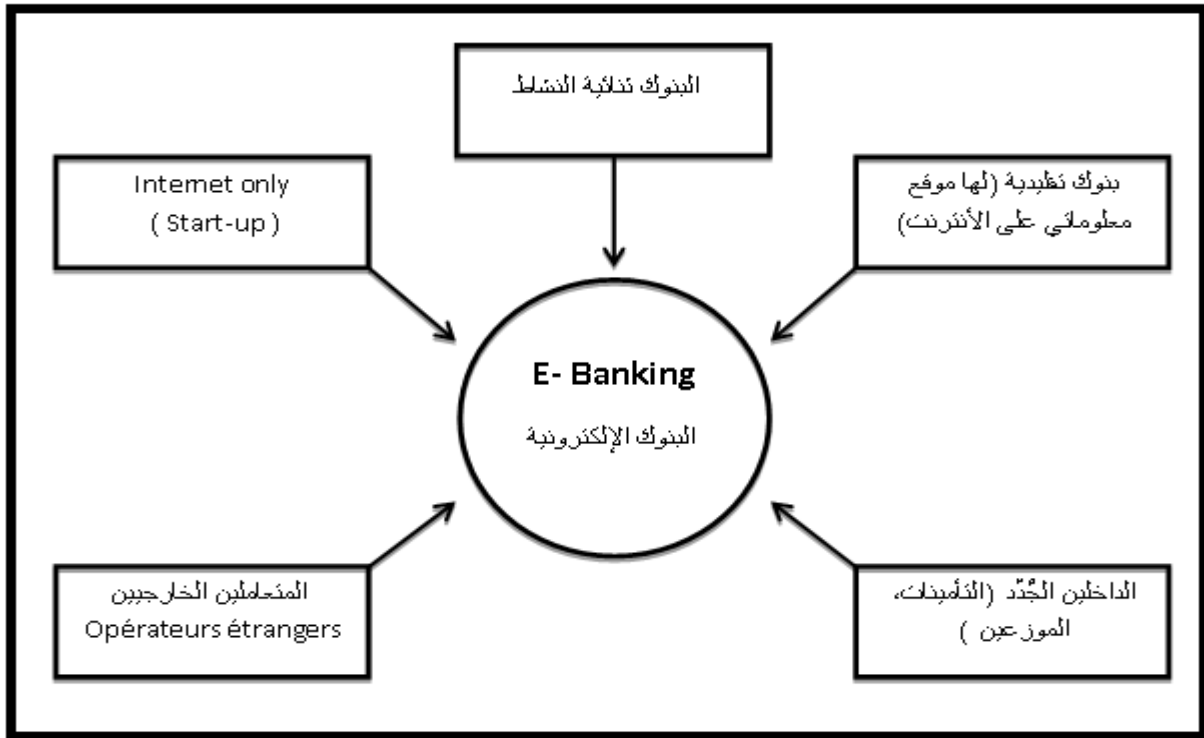 البنوك ثنائية النشاط
Internet only
( Start-up )
بنوك تقليدية (لها موقع
معلوماتي على الأنترنت)
E- Banking
البنوك الإلكترونية
المتعاملين الخارجيين
Opérateurs étrangers
الداخلين الجُدّد (التأمينات،
الموزعين )